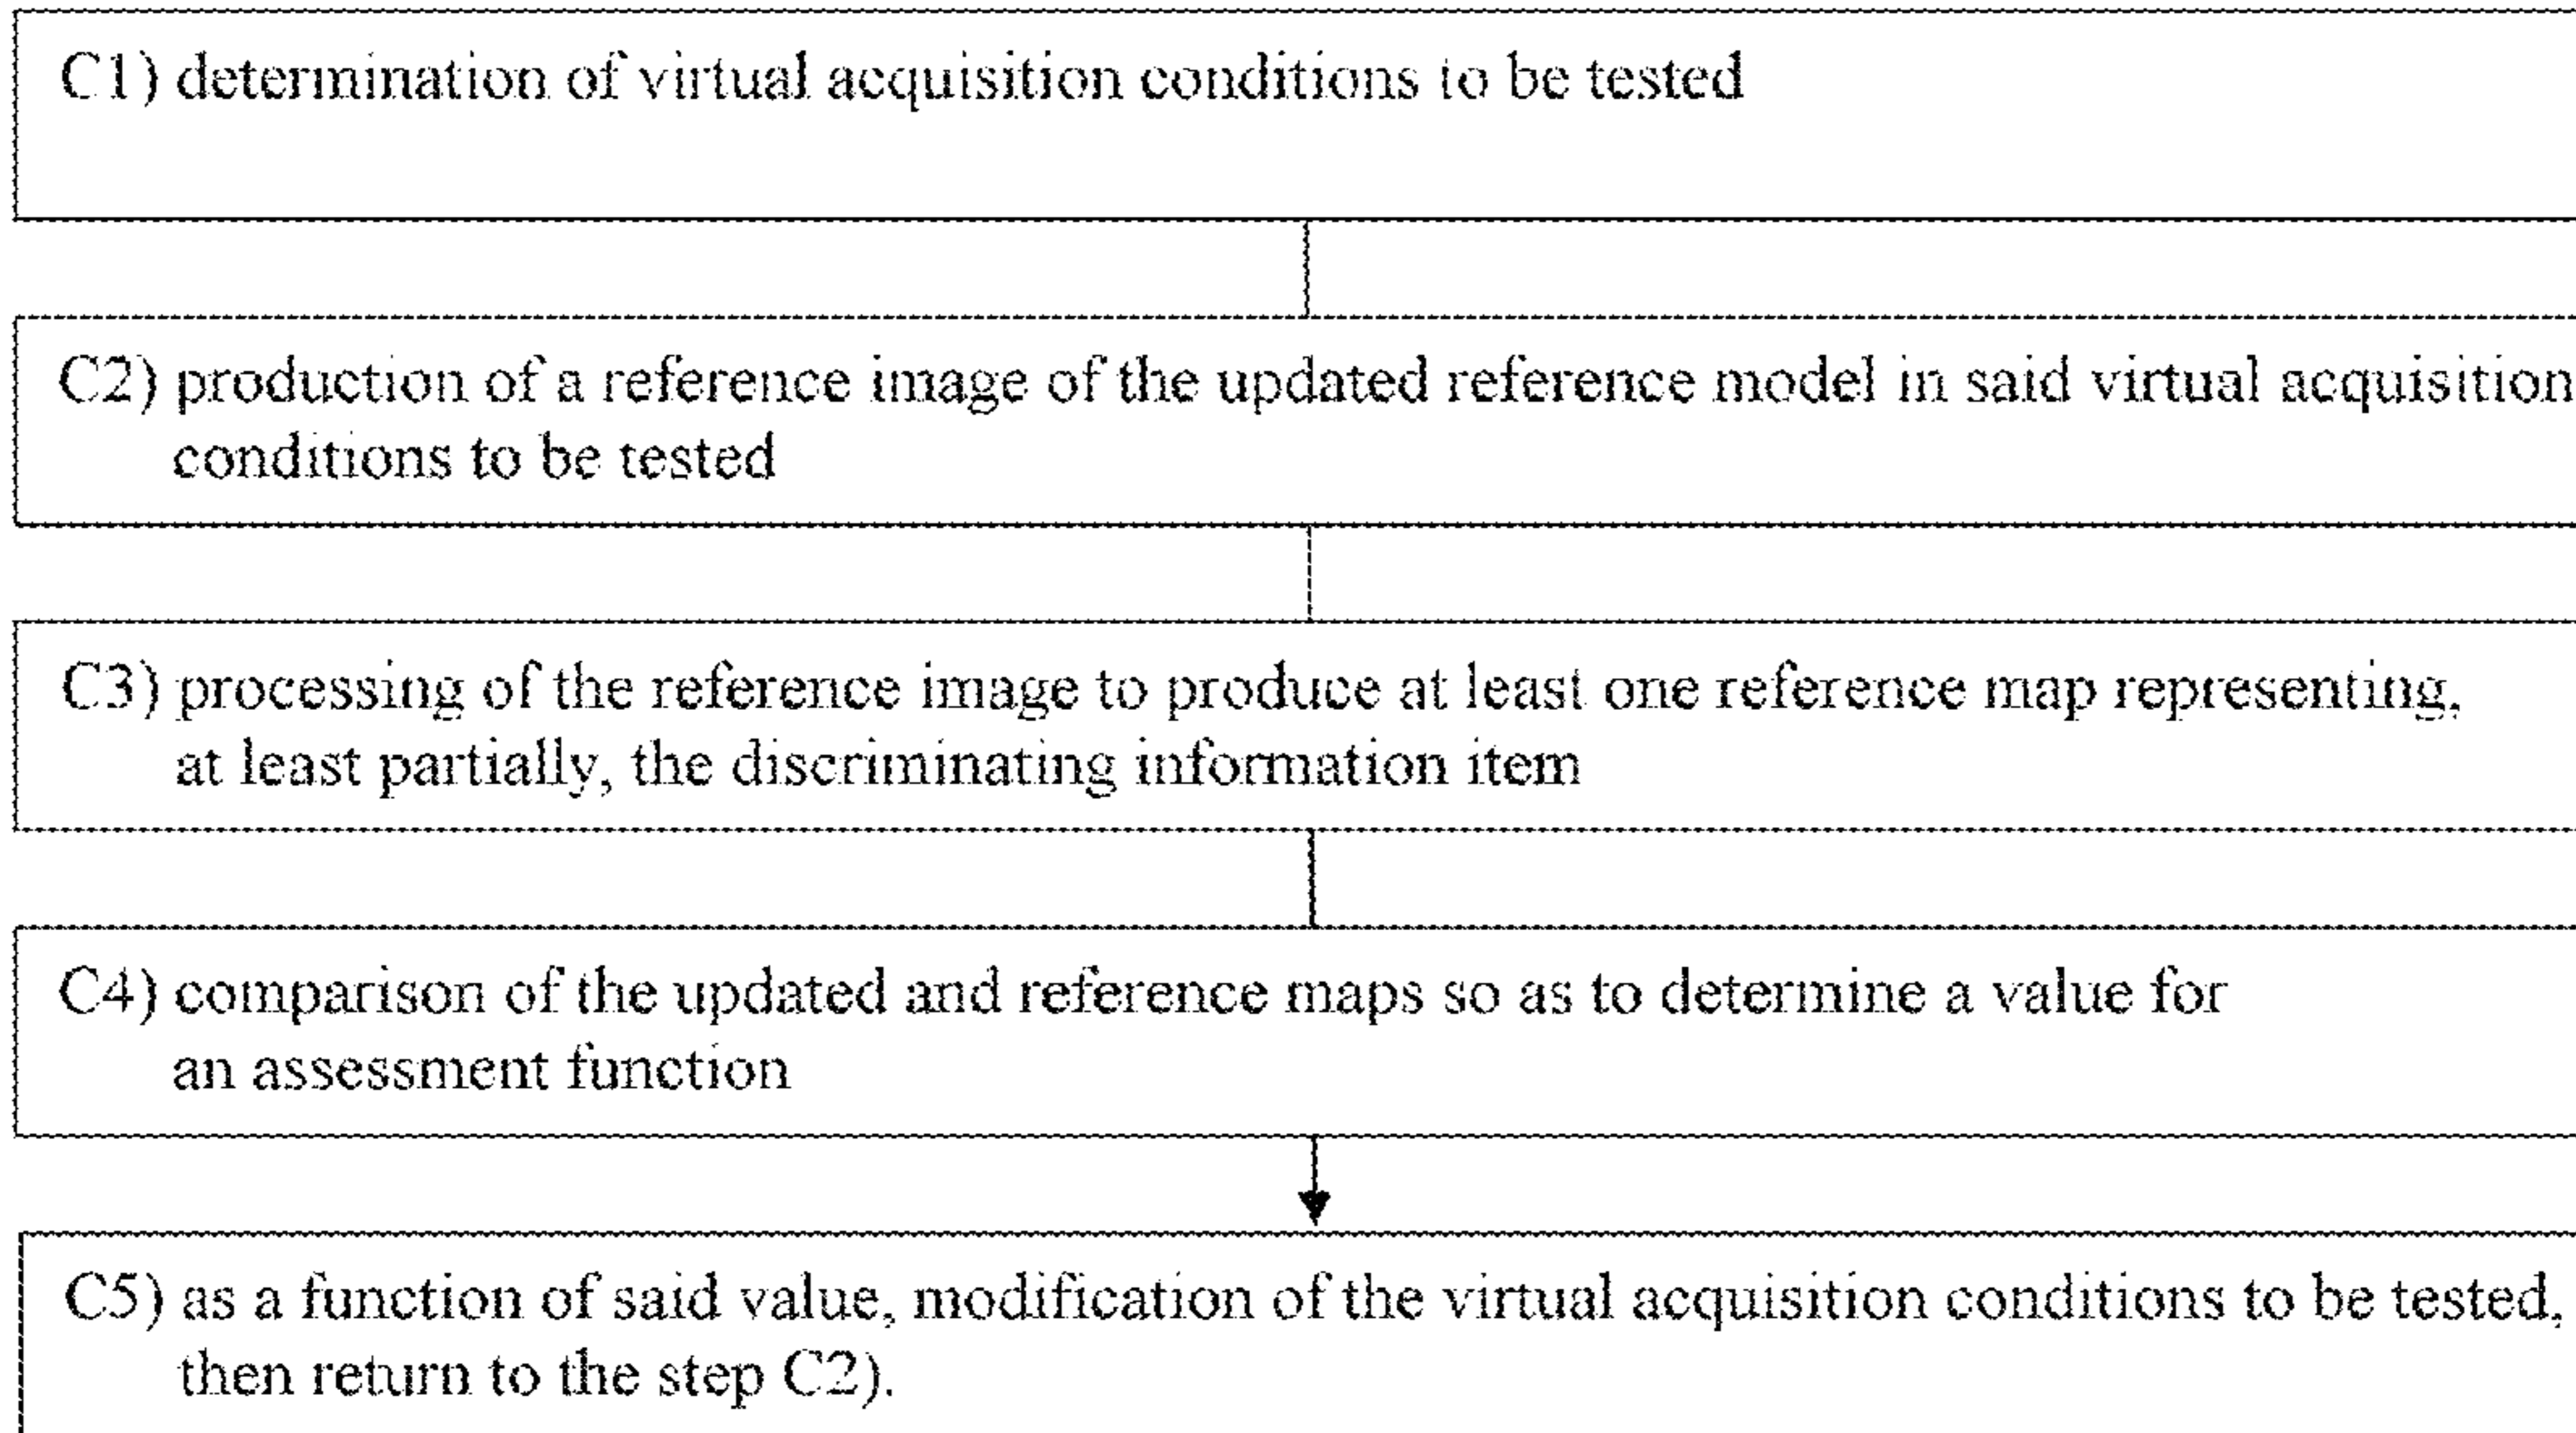 C1) determination of virtual acquisition conditions to be tested
C2) production of a reference image of the updated reference model in said virtual acquisition
conditions to be tested
C3) processing of the reference image to produce at least one reference map representing,
at least partially, the discriminating information item
C4) comparison of the updated and reference maps so as to determine a value for
an assessment function
C5) as a function of said value, modification of the virtual acquisition conditions to be tested,
then return to the step C2).